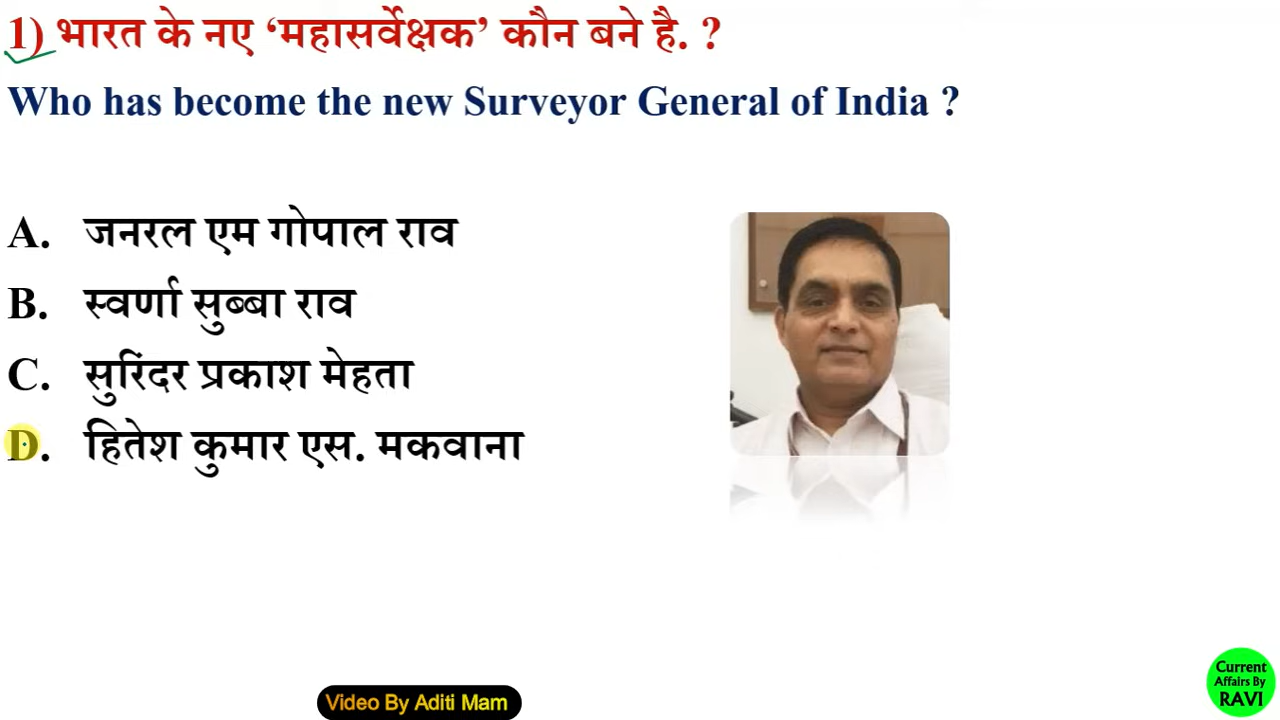 1) भारत के नए ‘महासर्वेक्षक’ कौन बने है. ?
Who has become the new Surveyor General of India ?
A. जनरल एम गोपाल राव
B. स्वर्णा सुब्बा राव
C. सुरिंदर प्रकाश मेहता
D. हितेश कुमार एस. मकवाना
Video By Aditi Mam
Current
Affairs By
RAVI